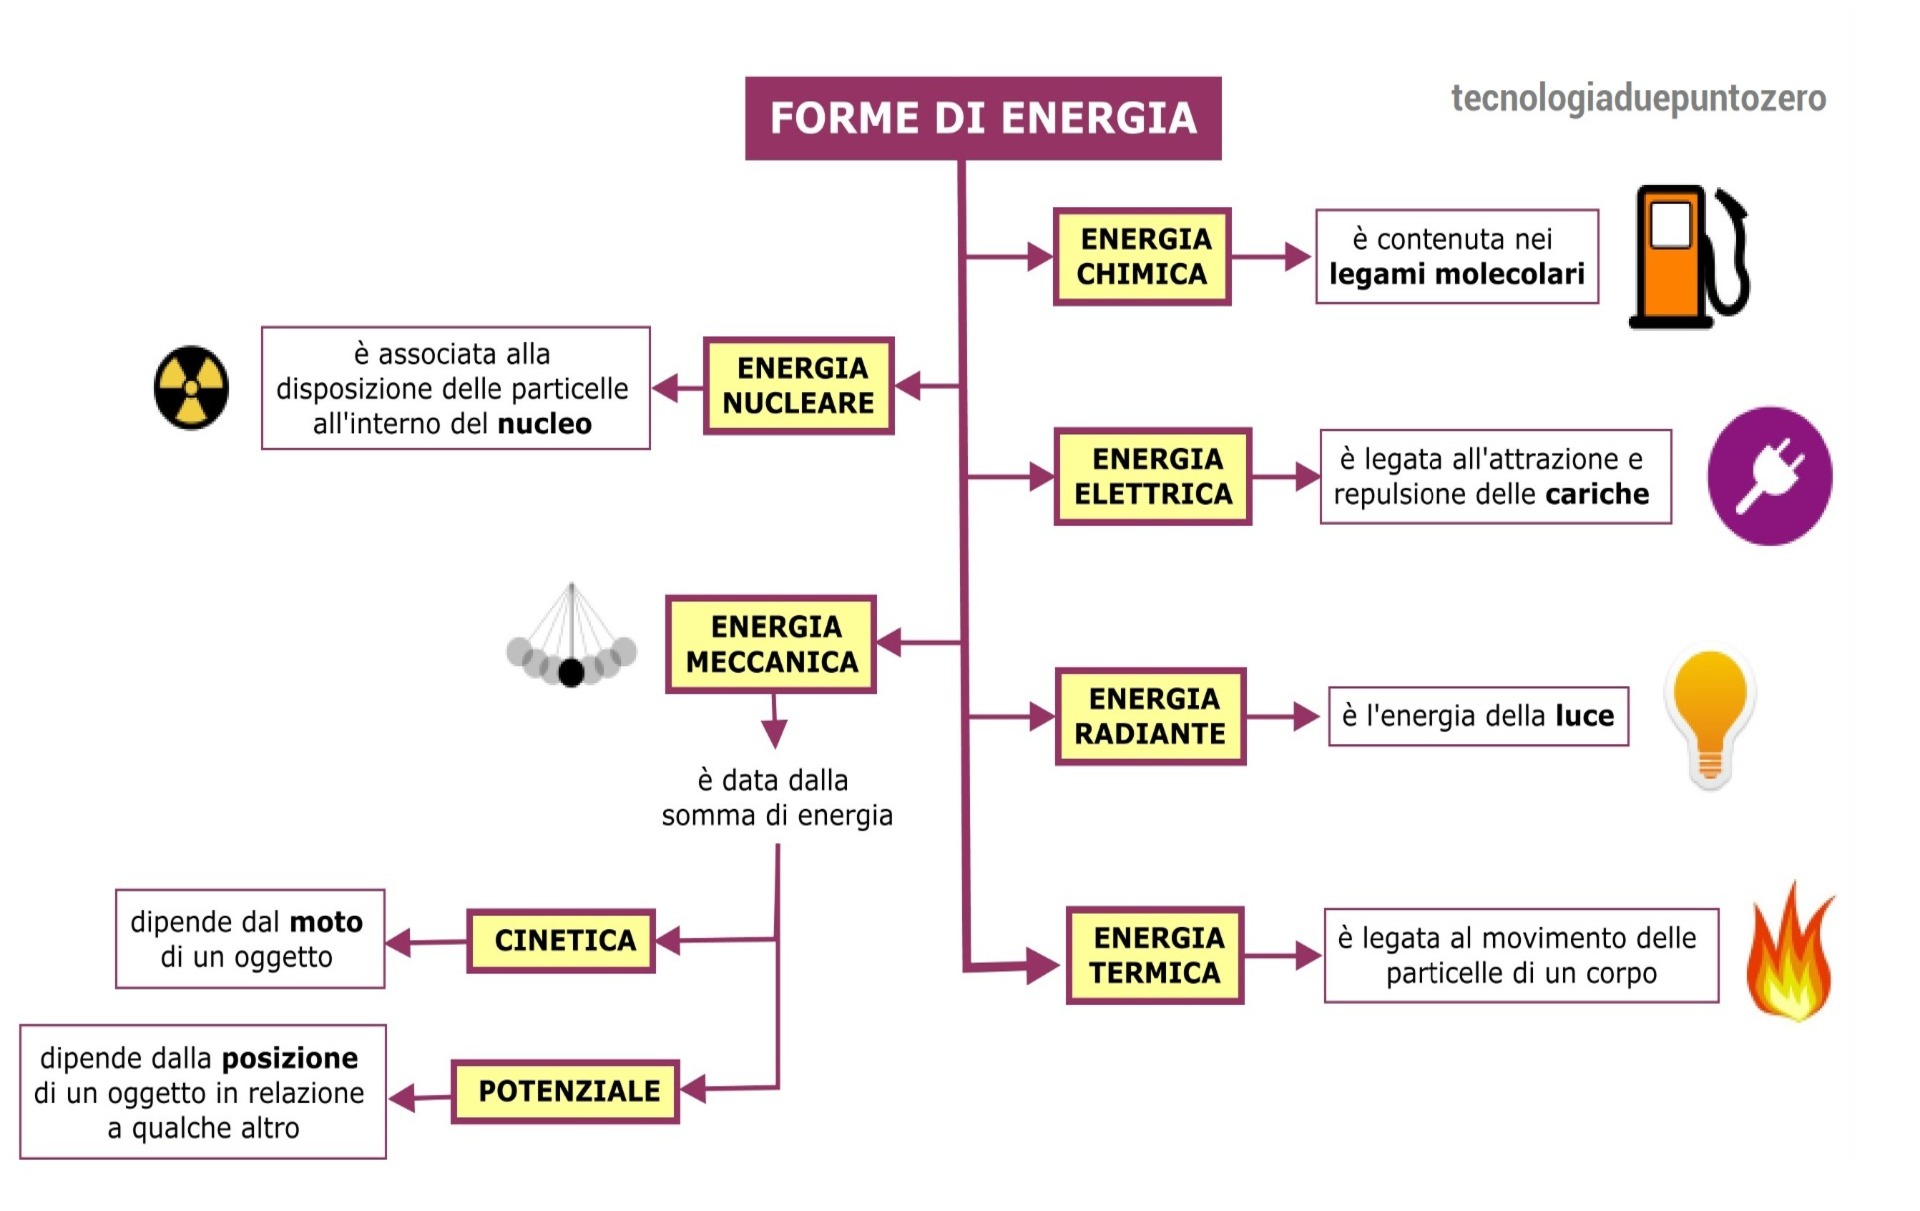 FORME DI ENERGIA
tecnologiaduepuntozero
ENERGIA
CHIMICA
è contenuta nei
legami molecolari
ENERGIA
NUCLEARE
è associata alla
disposizione delle particelle
all'interno del nucleo
ENERGIA
ELETTRICA
è legata all'attrazione e
repulsione delle cariche
ENERGIA
MECCANICA
è data dalla
somma di energia
CINETICA
dipende dal moto
di un oggetto
POTENZIALE
dipende dalla posizione
di un oggetto in relazione
a qualche altro
ENERGIA
RADIANTE
è l'energia della luce
ENERGIA
TERMICA
è legata al movimento delle
particelle di un corpo